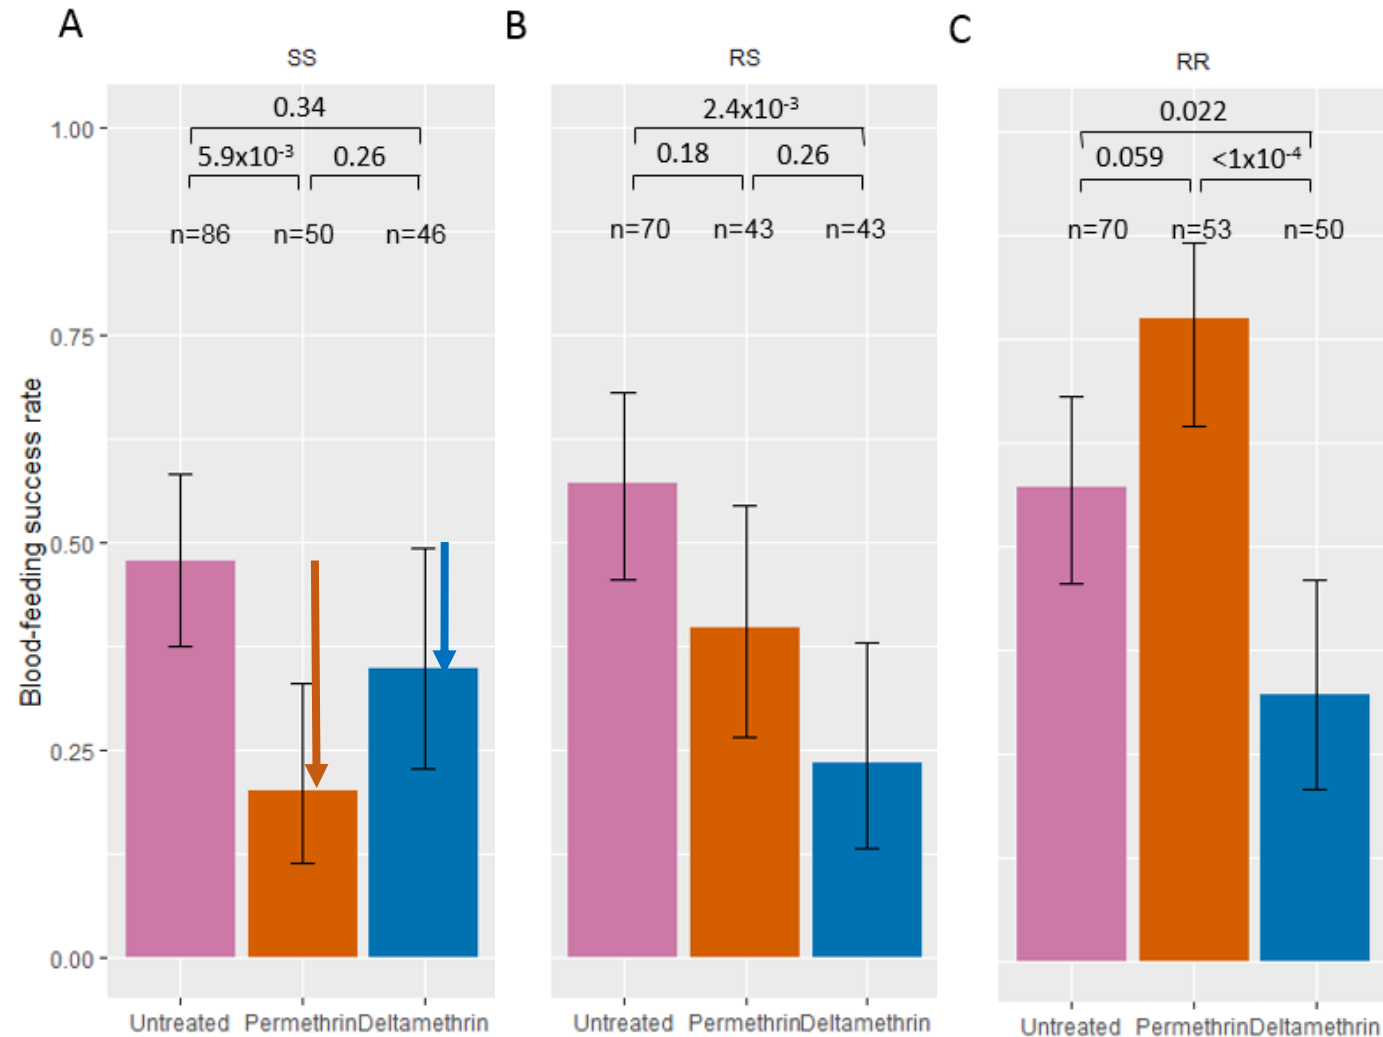 A
B
C
SS
RS
RR
0.34
5.9x10⁻³
0.26
n=86
n=50
n=46
2.4x10⁻³
0.18
0.26
n=70
n=43
n=43
0.022
0.059
<1x10⁻⁴
n=70
n=53
n=50
Blood-feeding success rate
1.00
0.75
0.50
0.25
0.00
Untreated
Permethrin
Deltamethrin
Untreated
Permethrin
Deltamethrin
Untreated
Permethrin
Deltamethrin